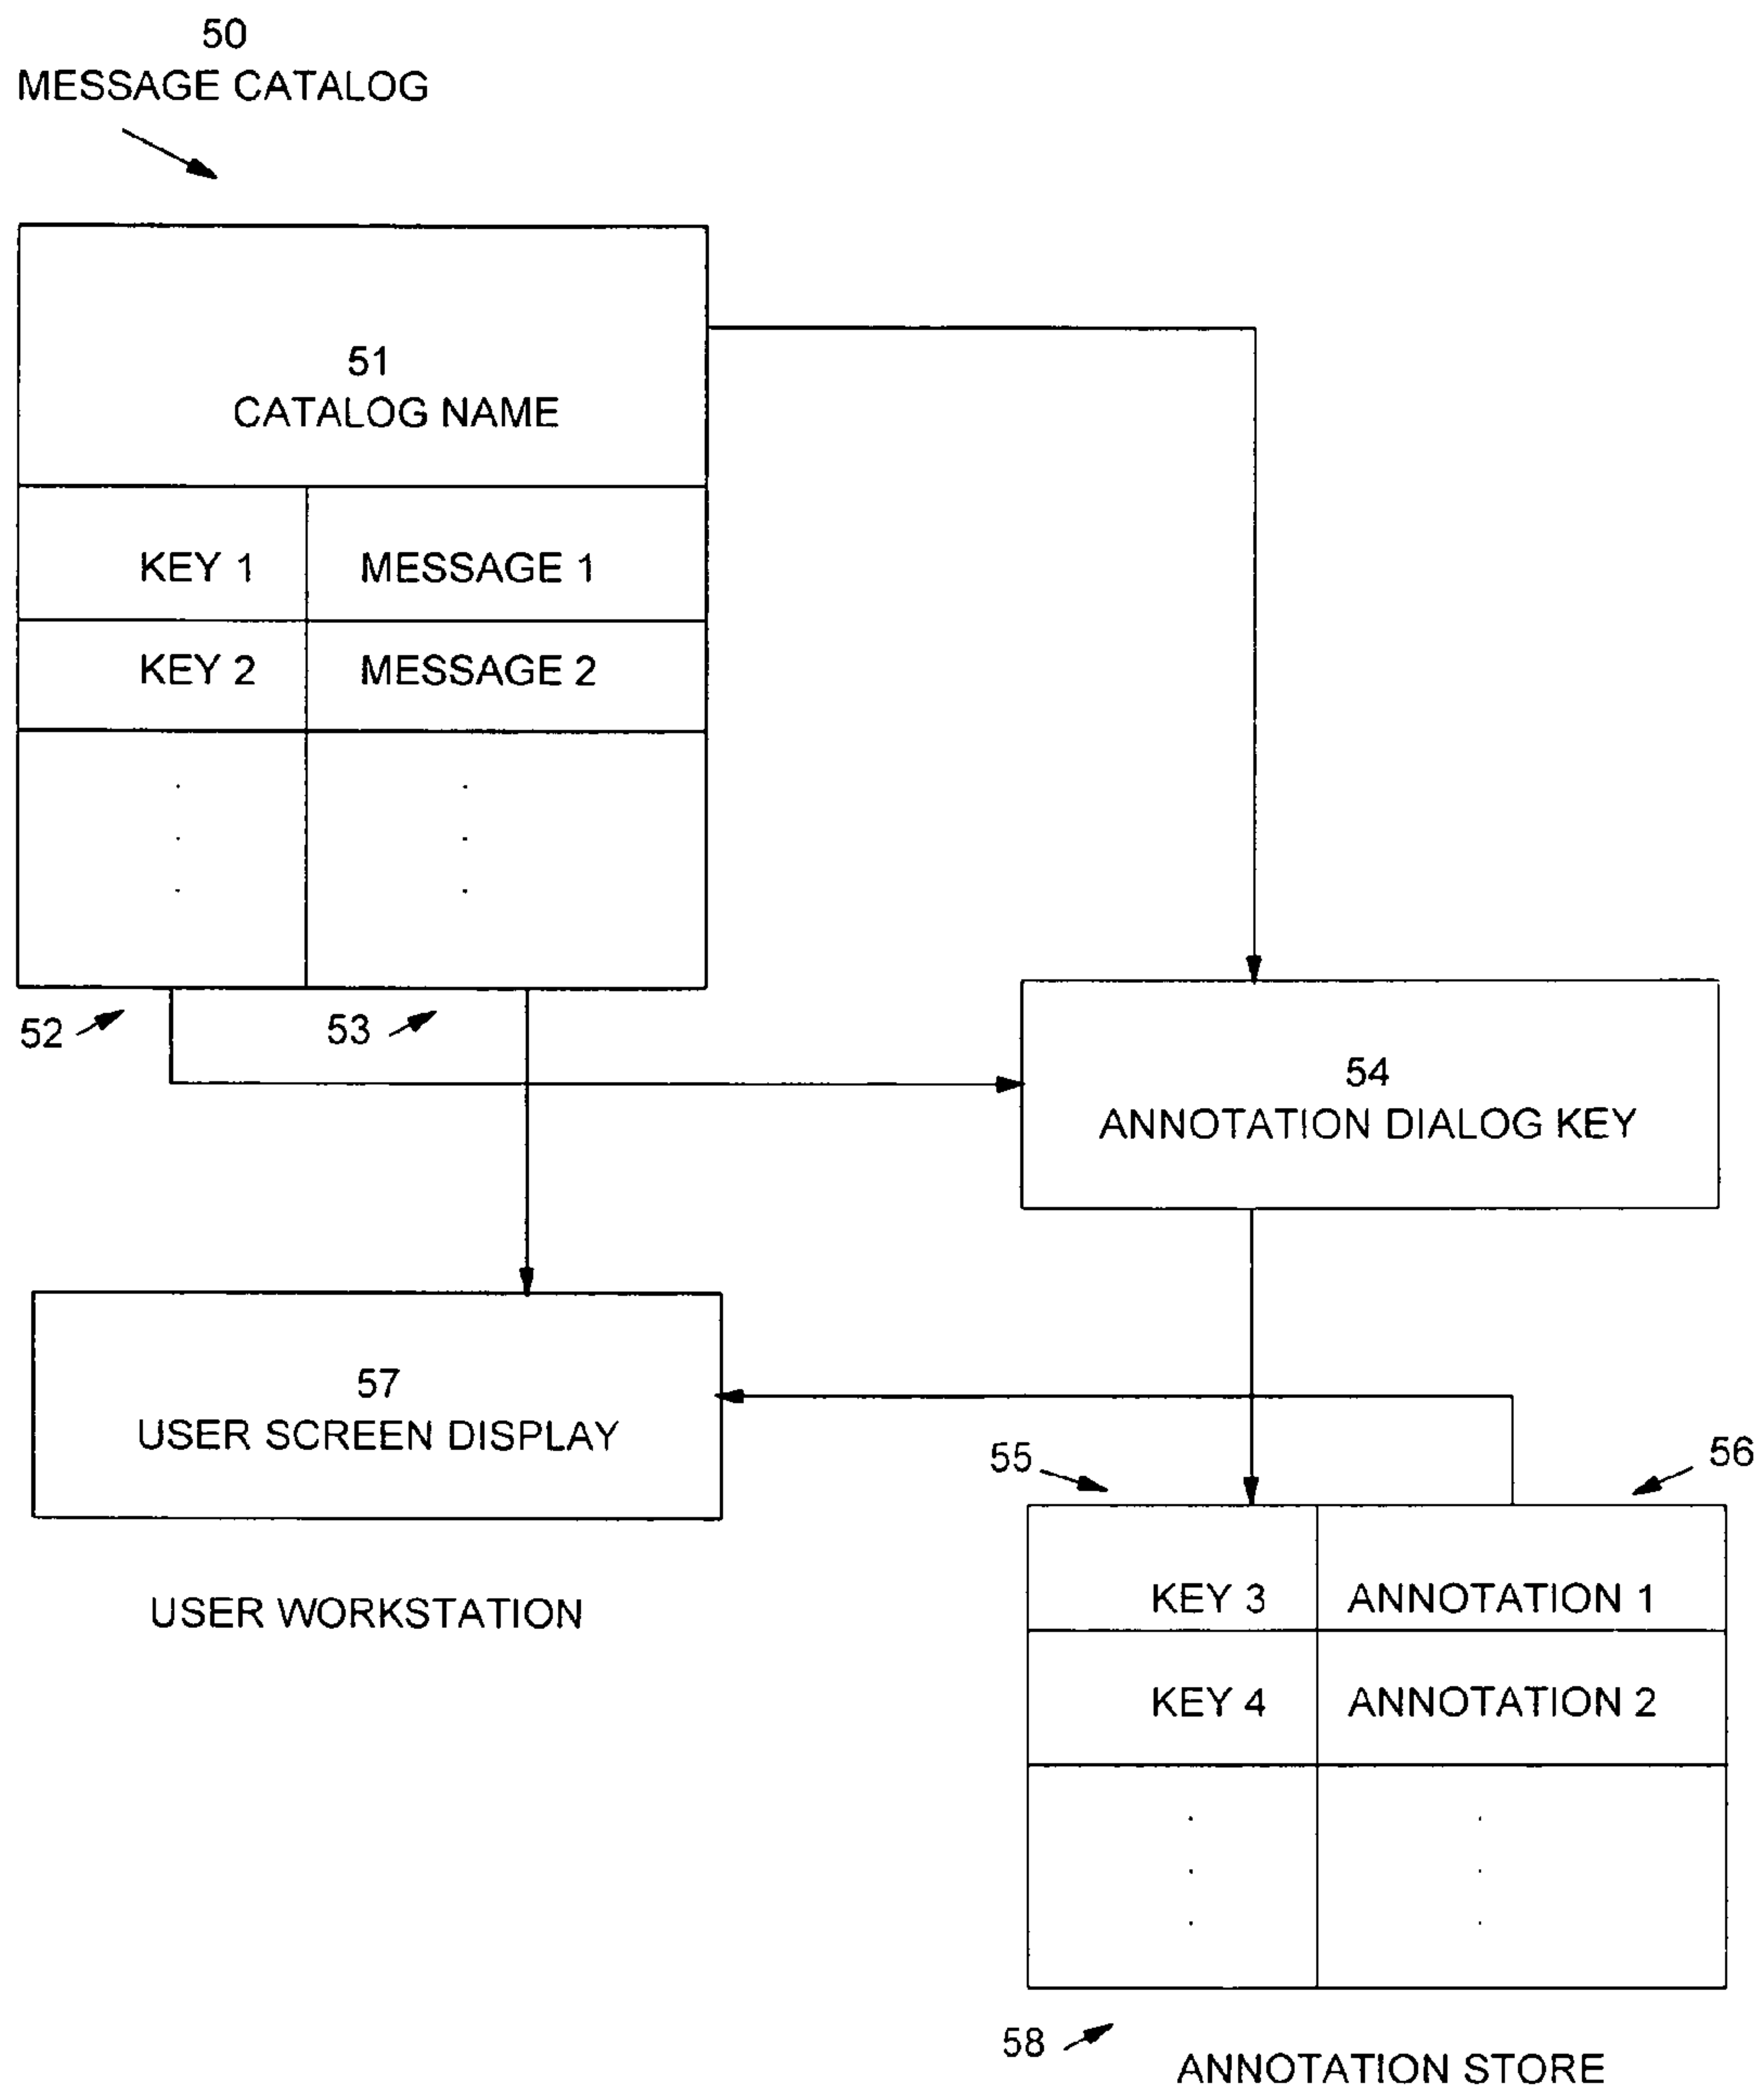 50
MESSAGE CATALOG
51
CATALOG NAME
KEY 1 MESSAGE 1
KEY 2 MESSAGE 2
52 53
54
ANNOTATION DIALOG KEY
57
USER SCREEN DISPLAY
55 56
USER WORKSTATION
KEY 3 ANNOTATION 1
KEY 4 ANNOTATION 2
58
ANNOTATION STORE